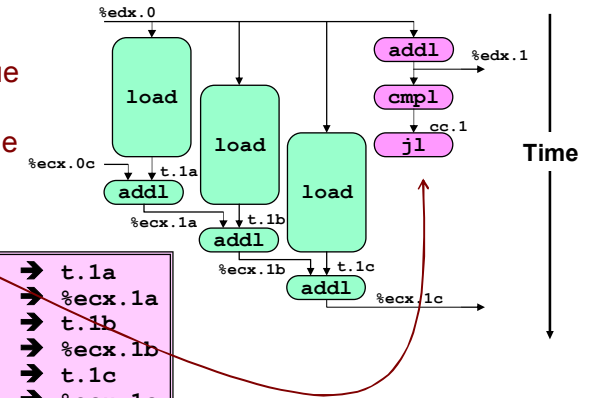 %edx.0
addl
%edx.1
ue
load
cmpl
load
cc.1
e
jl
%ecx.0c
t.1a
load
Time
addl
%ecx.1a
t.1b
addl
%ecx.1b
t.1c
addl
%ecx.1c
➔ t.1a
➔ %ecx.1a
➔ t.1b
➔ %ecx.1b
➔ t.1c